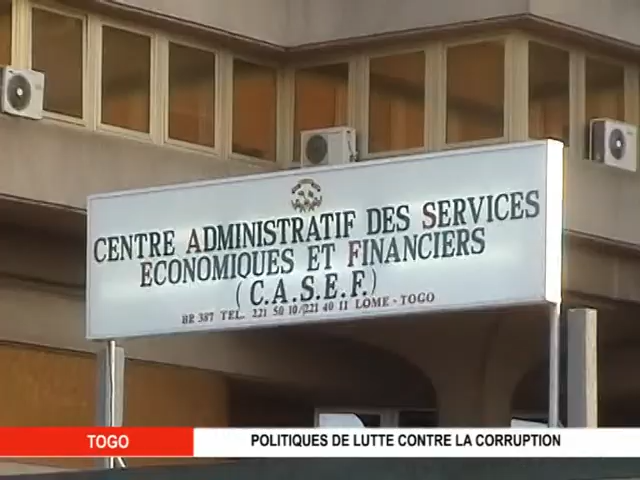 CENTRE ADMINISTRATIF DES SERVICES
ECONOMIQUES ET FINANCIERS
(C.A.S.E.F.)
BP 387 TEL. 221 50 10/221 40 11 LOME - TOGO
TOGO
POLITIQUES DE LUTTE CONTRE LA CORRUPTION